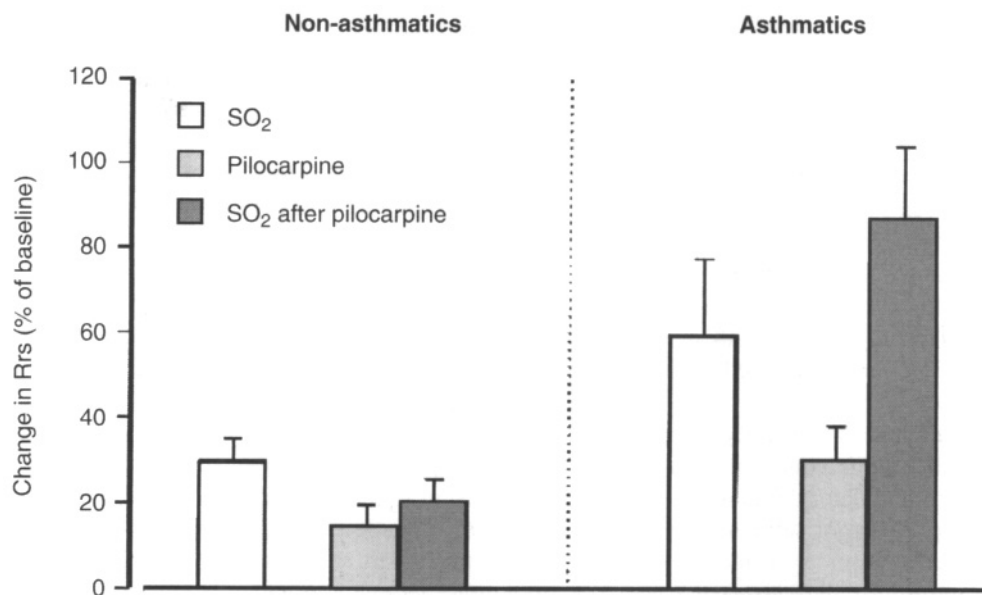 Non-asthmatics
Asthmatics
Change in Rrs (% of baseline)
120
100
80
60
40
20
0
SO₂
Pilocarpine
SO₂ after pilocarpine